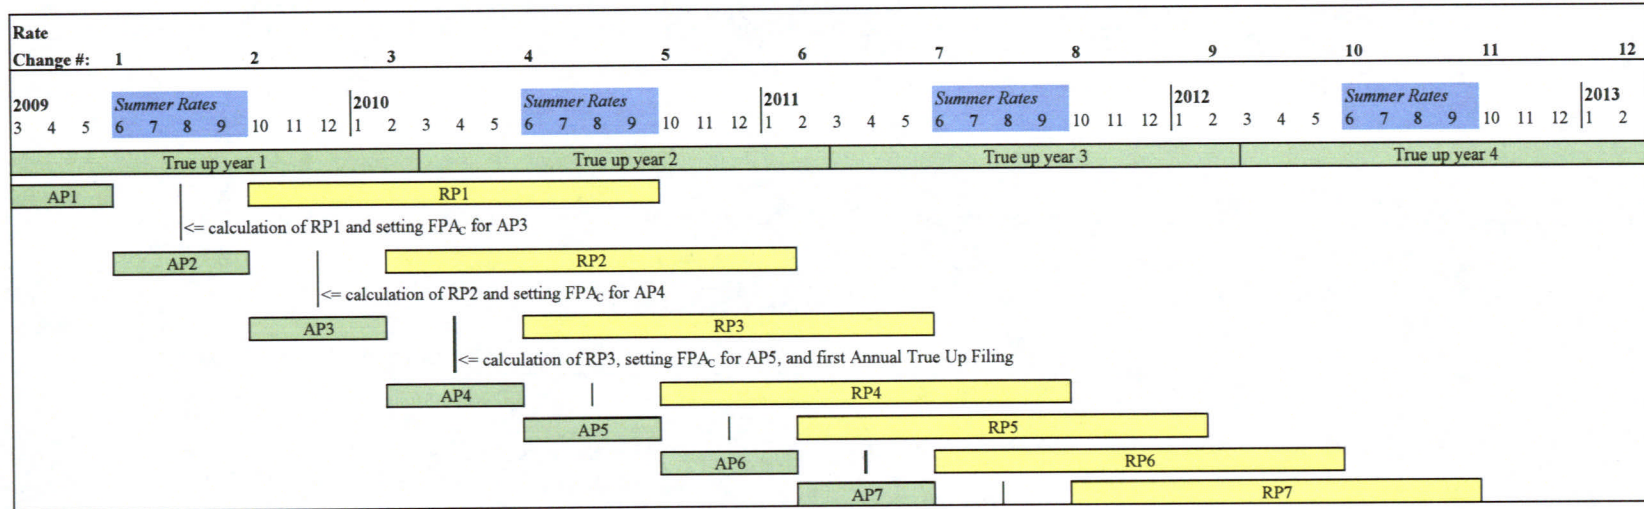 Rate
Change #: 1 2 3 4 5 6 7 8 9 10 11 12
2009 Summer Rates 2010 Summer Rates 2011 Summer Rates 2012 Summer Rates 2013
3 4 5 6 7 8 9 10 11 12 1 2 3 4 5 6 7 8 9 10 11 12 1 2 3 4 5 6 7 8 9 10 11 12 1 2 3 4 5 6 7 8 9 10 11 12 1 2
True up year 1 True up year 2 True up year 3 True up year 4
AP1 RP1
<= calculation of RP1 and setting FPAC for AP3
AP2 RP2
<= calculation of RP2 and setting FPAC for AP4
AP3 RP3
<= calculation of RP3, setting FPAC for AP5, and first Annual True Up Filing
AP4 RP4
AP5 RP5
AP6 RP6
AP7 RP7